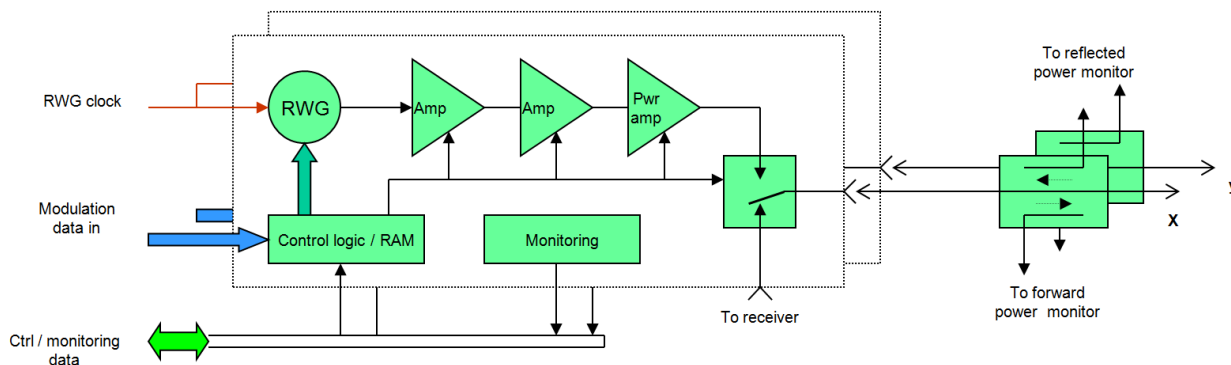 To reflected
power monitor
RWG clock
RWG
Amp
Amp
Pwr
amp
Modulation
data in
Control logic / RAM
Monitoring
X
To receiver
To forward
power monitor
Ctrl / monitoring
data